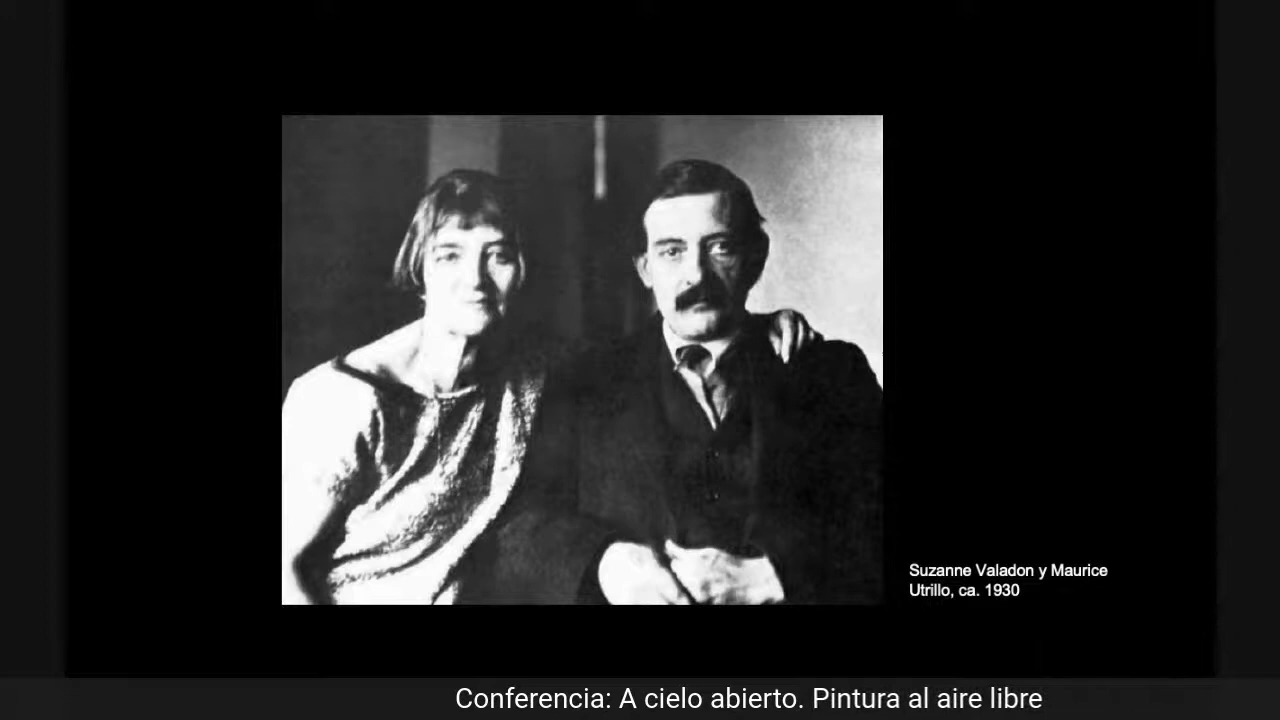 Suzanne Valadon y Maurice
Utrillo, ca. 1930
Conferencia: A cielo abierto. Pintura al aire libre